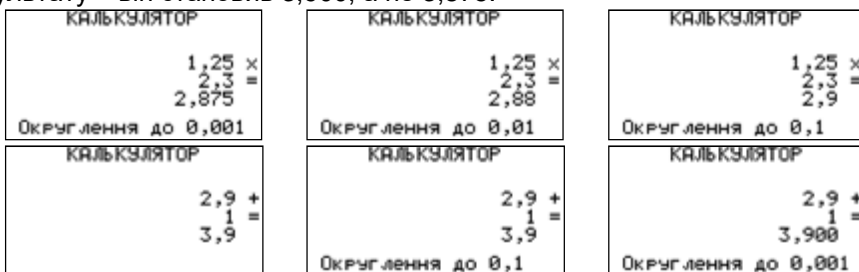 він становив 3,900, а не 3,875.
КАЛЬКУЛЯТОР
1,25 ×
2,3 =
2,875
Округлення до 0,001
КАЛЬКУЛЯТОР
1,25 ×
2,3 =
2,88
Округлення до 0,01
КАЛЬКУЛЯТОР
1,25 ×
2,3 =
2,9
Округлення до 0,1
КАЛЬКУЛЯТОР
2,9 +
1 =
3,9
КАЛЬКУЛЯТОР
2,9 +
1 =
3,9
Округлення до 0,1
КАЛЬКУЛЯТОР
2,9 +
1 =
3,900
Округлення до 0,001